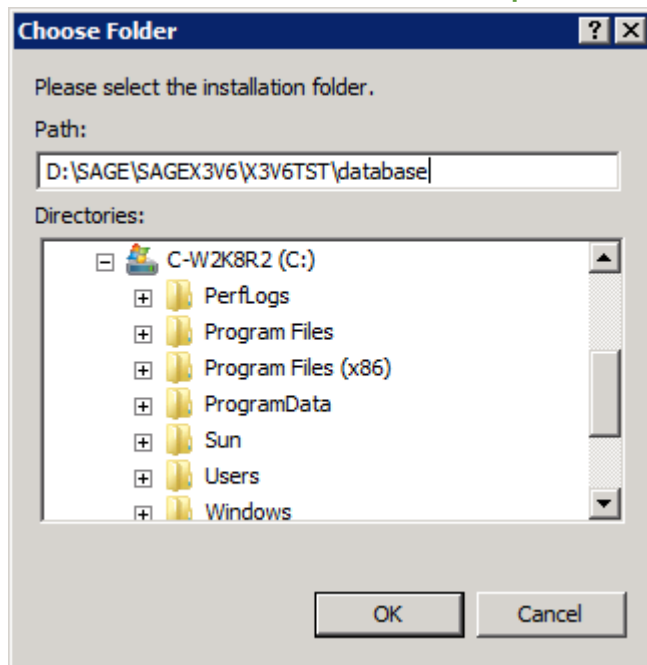 Choose Folder
Please select the installation folder.
Path:
D:\SAGE\SAGEX3V6\X3V6TST\database
Directories:
C-W2K8R2 (C:)
PerfLogs
Program Files
Program Files (x86)
ProgramData
Sun
Users
Windows
OK Cancel